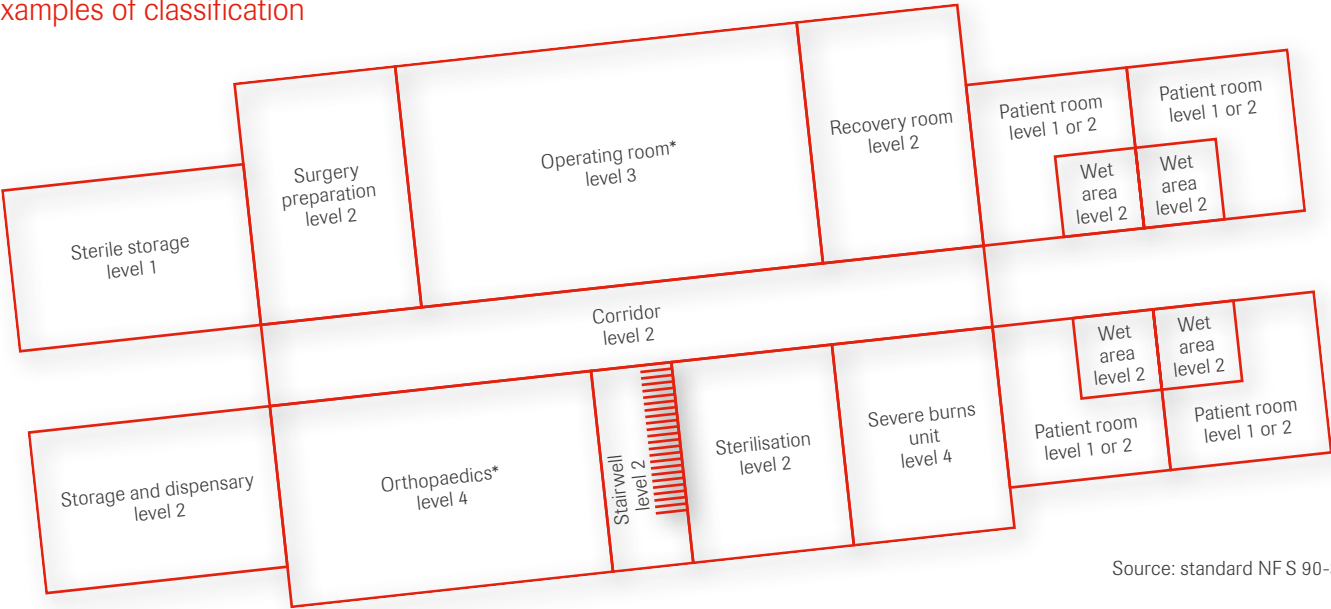 xamples of classification
Surgery
preparation
level 2
Operating room*
level 3
Recovery room
level 2
Patient room
level 1 or 2
Patient room
level 1 or 2
Wet
area
level 2
Wet
area
level 2
Sterile storage
level 1
Corridor
level 2
Storage and dispensary
level 2
Orthopaedics*
level 4
Stairwell
level 2
Sterilisation
level 2
Severe burns
unit
level 4
Wet
area
level 2
Wet
area
level 2
Patient room
level 1 or 2
Patient room
level 1 or 2
Source: standard NF S 90-